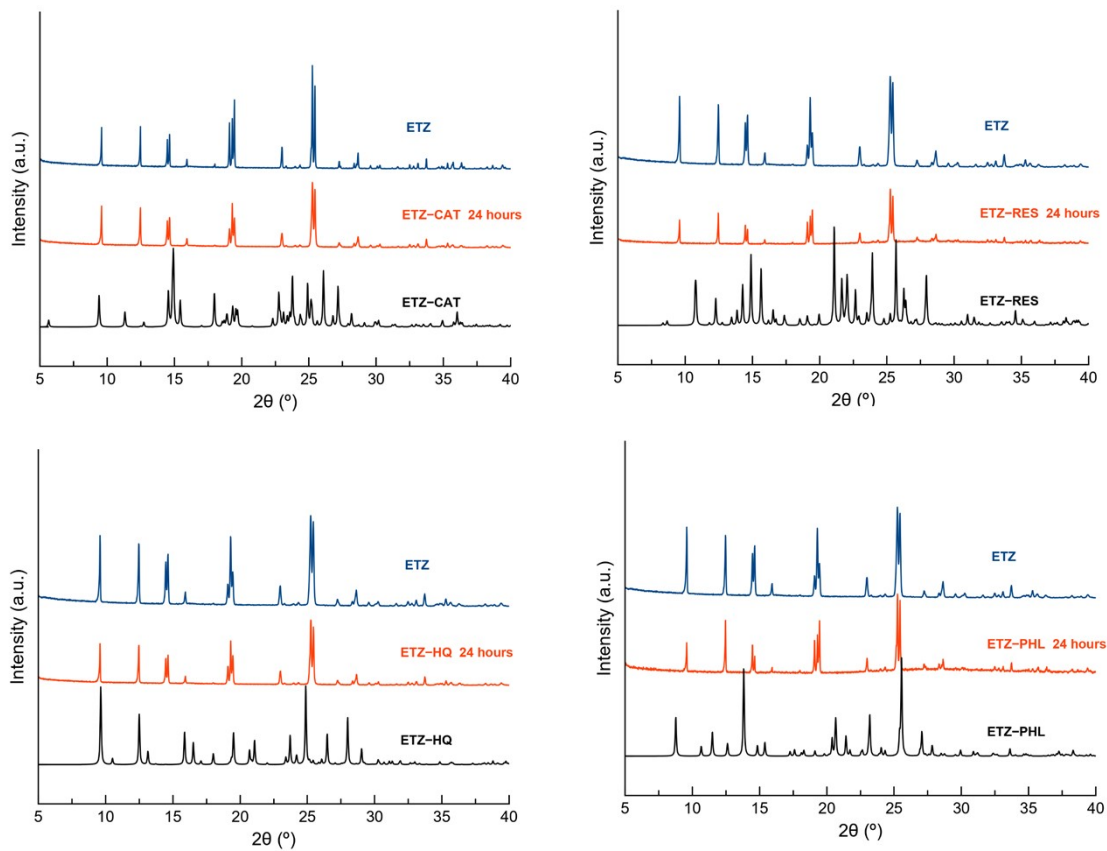 Intensity (a.u.)
ETZ
ETZ–CAT 24 hours
ETZ–CAT
5 10 15 20 25 30 35 40
2θ (º)
Intensity (a.u.)
ETZ
ETZ–RES 24 hours
ETZ–RES
5 10 15 20 25 30 35 40
2θ (º)
Intensity (a.u.)
ETZ
ETZ–HQ 24 hours
ETZ–HQ
5 10 15 20 25 30 35 40
2θ (º)
Intensity (a.u.)
ETZ
ETZ–PHL 24 hours
ETZ–PHL
5 10 15 20 25 30 35 40
2θ (º)